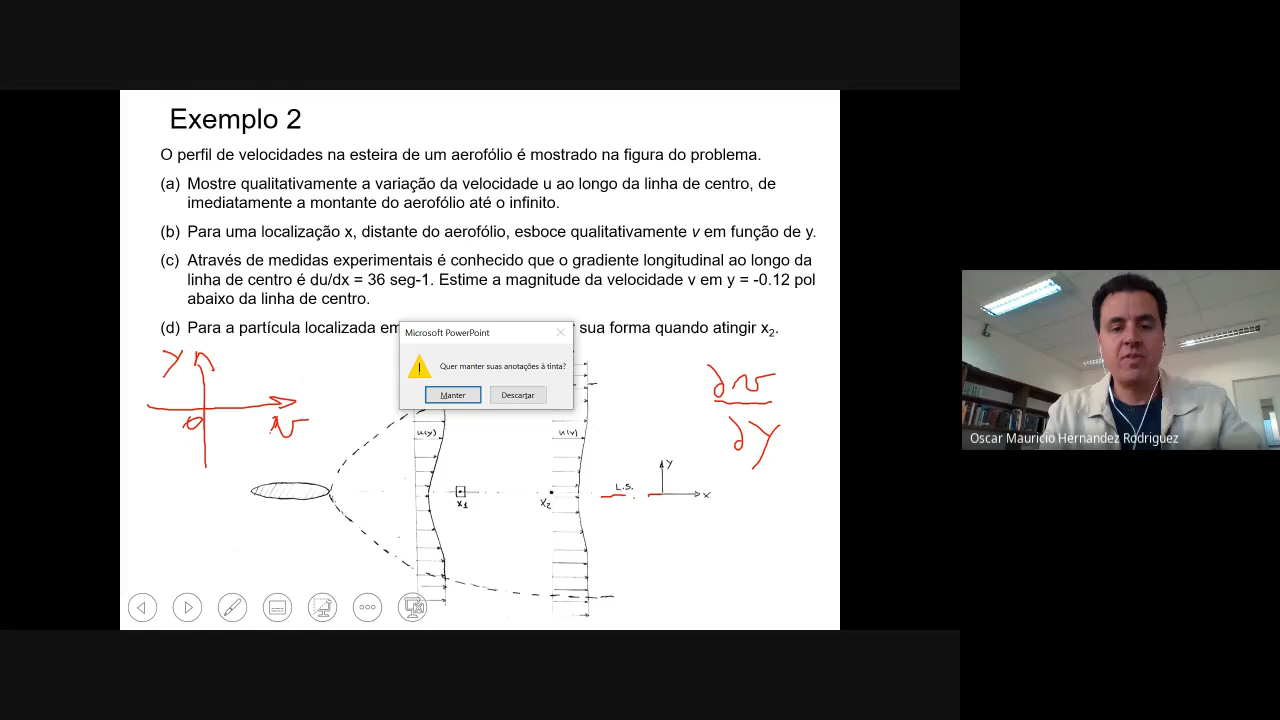 Exemplo 2
O perfil de velocidades na esteira de um aerofólio é mostrado na figura do problema.
(a) Mostre qualitativamente a variação da velocidade u ao longo da linha de centro, de
imediatamente a montante do aerofólio até o infinito.
(b) Para uma localização x, distante do aerofólio, esboce qualitativamente v em função de y.
(c) Através de medidas experimentais é conhecido que o gradiente longitudinal ao longo da
linha de centro é du/dx = 36 seg-1. Estime a magnitude da velocidade v em y = -0.12 pol
abaixo da linha de centro.
(d) Para a partícula localizada em
sua forma quando atingir x₂.
Microsoft PowerPoint
Quer manter suas anotações à tinta?
Manter Descartar
y
0
v
∂v
∂y
u(y)
u(y)
x₁
x₂
L.S.
y
x
Oscar Mauricio Hernandez Rodriguez